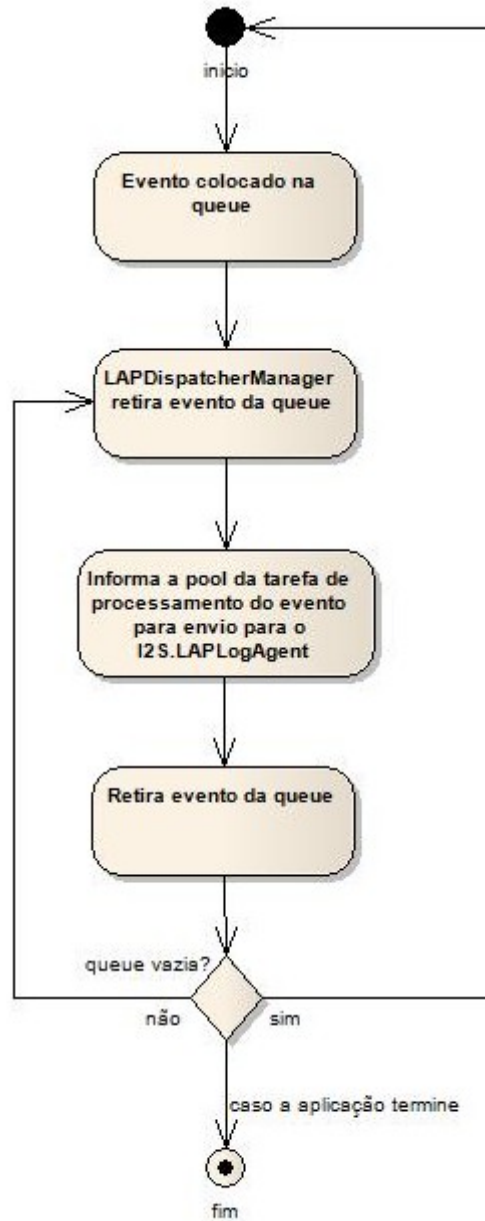 inicio
Evento colocado na
queue
LAPDispatcherManager
retira evento da queue
Informa a pool da tarefa de
processamento do evento
para envio para o
I2S.LAPLogAgent
Retira evento da queue
queue vazia?
não
sim
caso a aplicação termine
fim